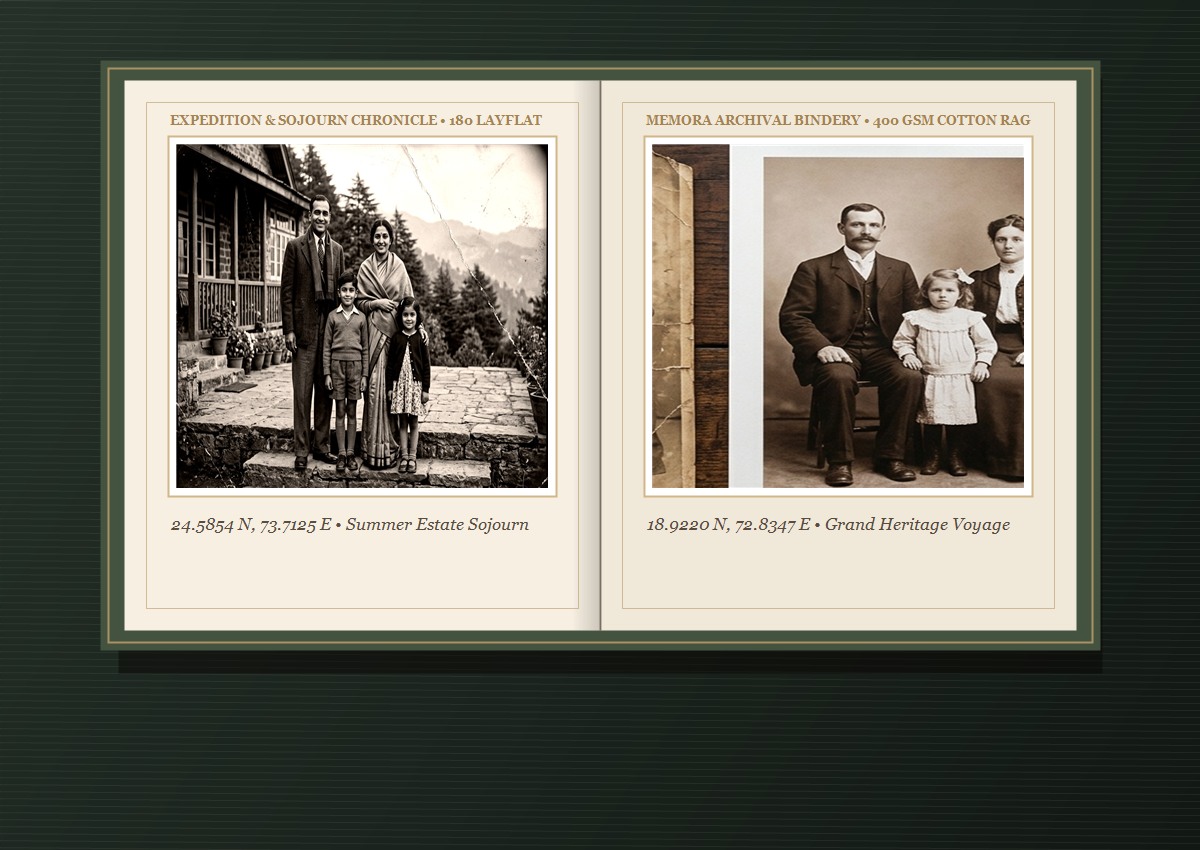 EXPEDITION & SOJOURN CHRONICLE • 180 LAYFLAT
24.5854 N, 73.7125 E • Summer Estate Sojourn
MEMORA ARCHIVAL BINDERY • 400 GSM COTTON RAG
18.9220 N, 72.8347 E • Grand Heritage Voyage